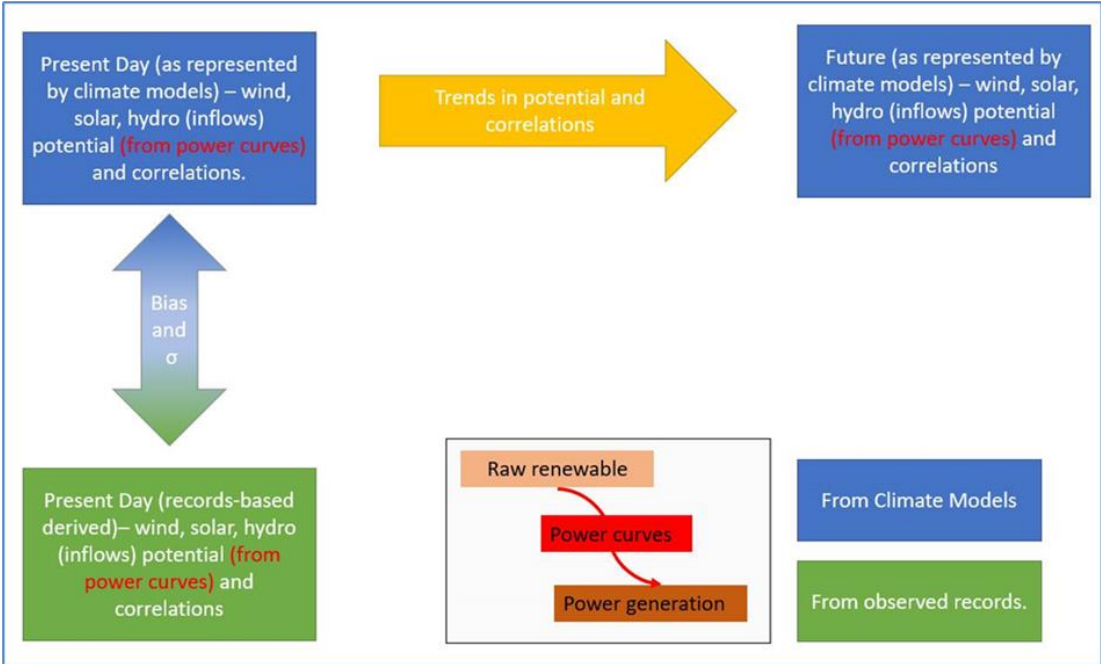 Present Day (as represented
by climate models) – wind,
solar, hydro (inflows)
potential (from power curves)
and correlations.
Trends in potential and
correlations
Future (as represented by
climate models) – wind, solar,
hydro (inflows) potential
(from power curves) and
correlations
Bias
and
σ
Present Day (records-based
derived)– wind, solar, hydro
(inflows) potential (from
power curves) and
correlations
Raw renewable
Power curves
Power generation
From Climate Models
From observed records.